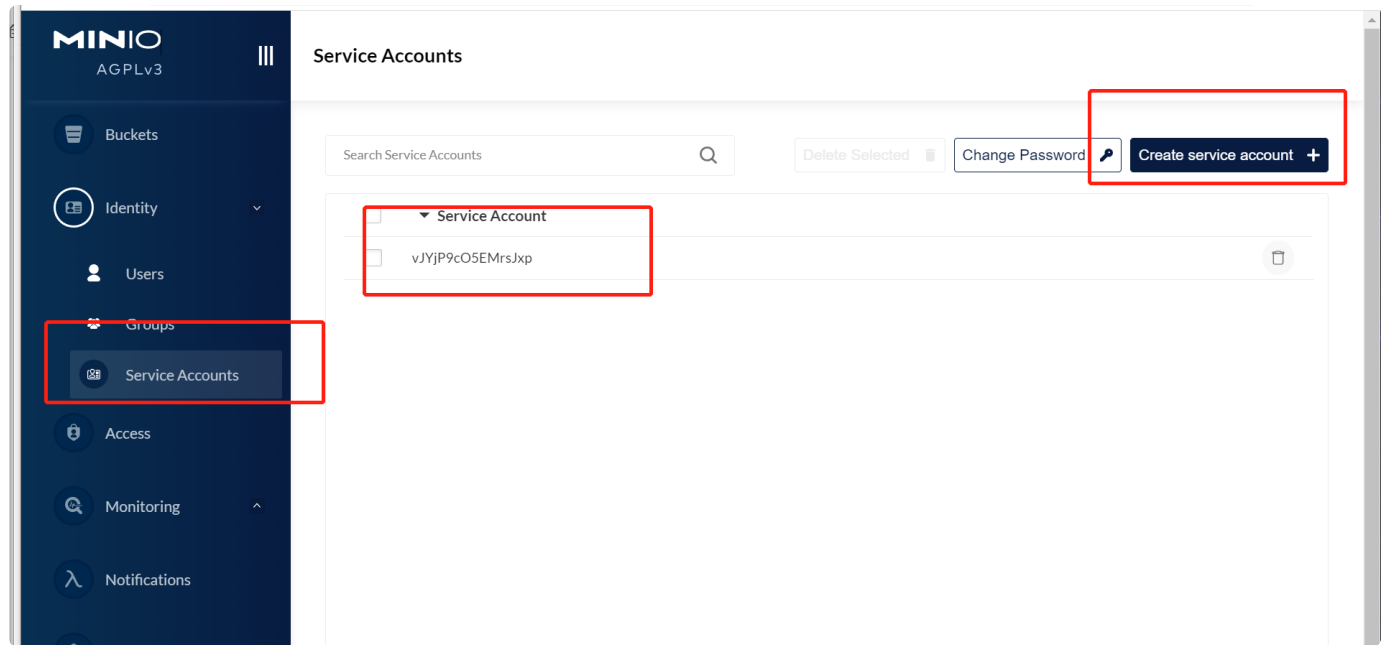 MINIO
AGPLv3
Service Accounts
Buckets
Search Service Accounts
Delete Selected
Change Password
Create service account +
Identity
Service Account
vJYjP9cO5EMrsJxp
Users
Groups
Service Accounts
Access
Monitoring
Notifications